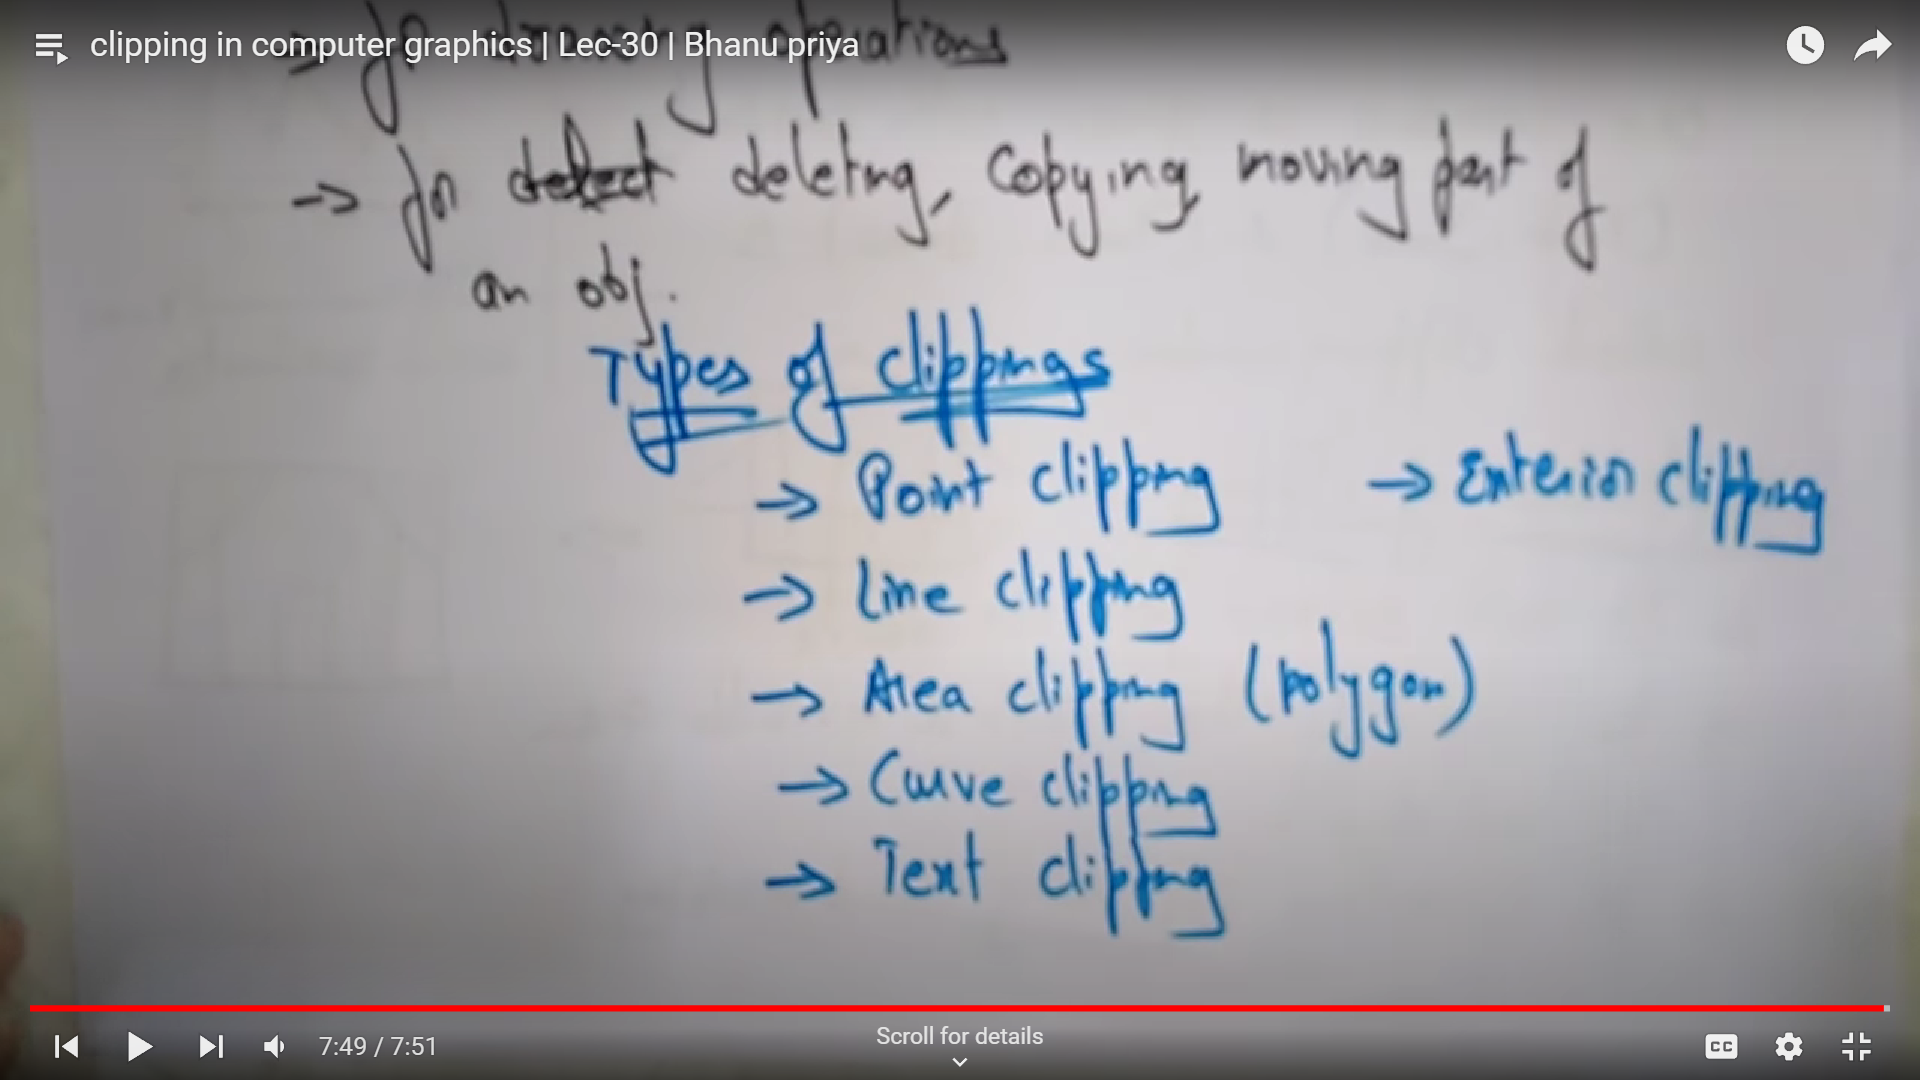 clipping in computer graphics | Lec-30 | Bhanu priya
→ for drawing operations
→ for deleting, Copying, moving part of
an obj.
Types of clippings
→ Point clipping → Exterior clipping
→ Line clipping
→ Area clipping (polygon)
→ Curve clipping
→ Text clipping
7:49 / 7:51
Scroll for details
CC